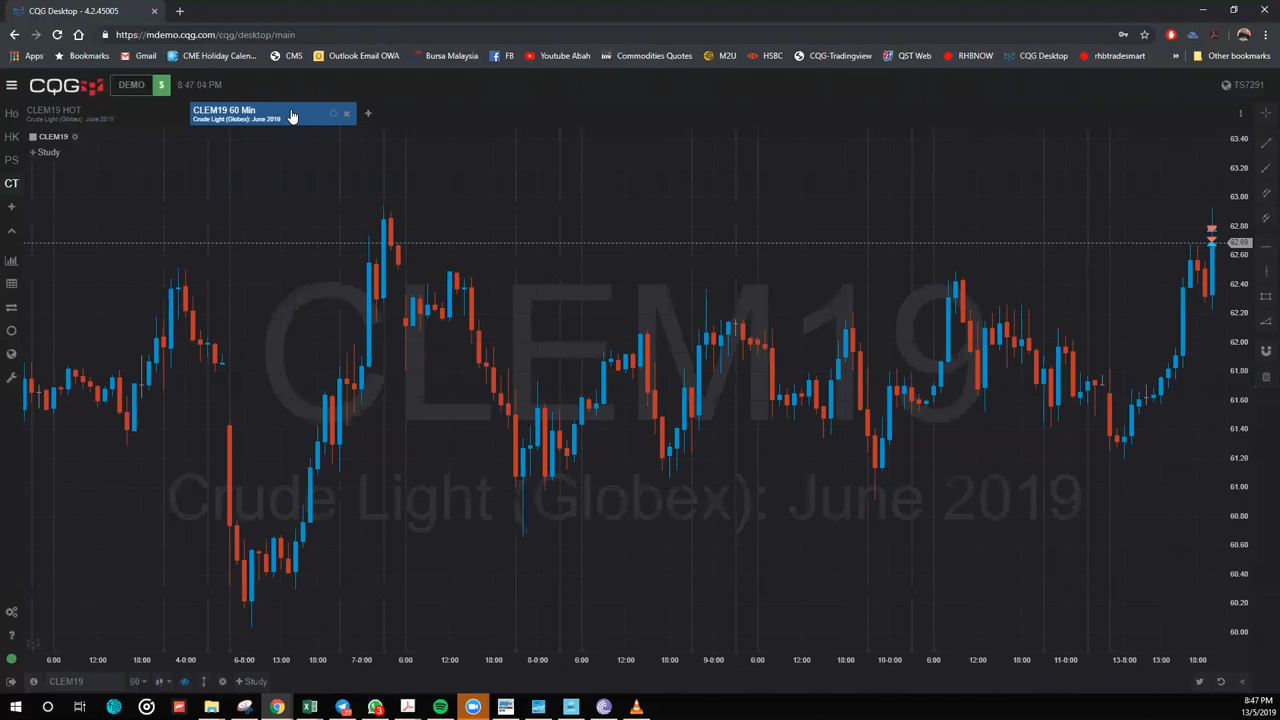 CQG Desktop - 4.2.45005
https://mdemo.cqg.com/cqg/desktop/main
Apps
Bookmarks
Gmail
CME Holiday Calen...
CMS
Outlook Email OWA
Bursa Malaysia
FB
Youtube Abah
Commodities Quotes
M2U
HSBC
CQG-Tradingview
QST Web
RHBNOW
CQG Desktop
rhbtradesmart
Other bookmarks
CQG
DEMO
$
6:47:04 PM
TS7291
Ho
CLEM19 HOT
Crude Light (Globex): June 2019
CLEM19 60 Min
Crude Light (Globex): June 2019
HK
CLEM19
PS
+ Study
CT
63.40
63.20
63.00
62.80
62.69
62.60
62.40
62.20
62.00
61.80
61.60
61.40
61.20
61.00
60.80
60.60
60.40
60.20
60.00
CLEM19
Crude Light (Globex): June 2019
6:00
12:00
18:00
4-0:00
6-8:00
13:00
18:00
7-0:00
6:00
12:00
18:00
8-0:00
6:00
12:00
18:00
9-0:00
6:00
12:00
18:00
10-0:00
6:00
12:00
18:00
11-0:00
13-8:00
13:00
18:00
CLEM19
60
+ Study
8:47 PM
13/5/2019